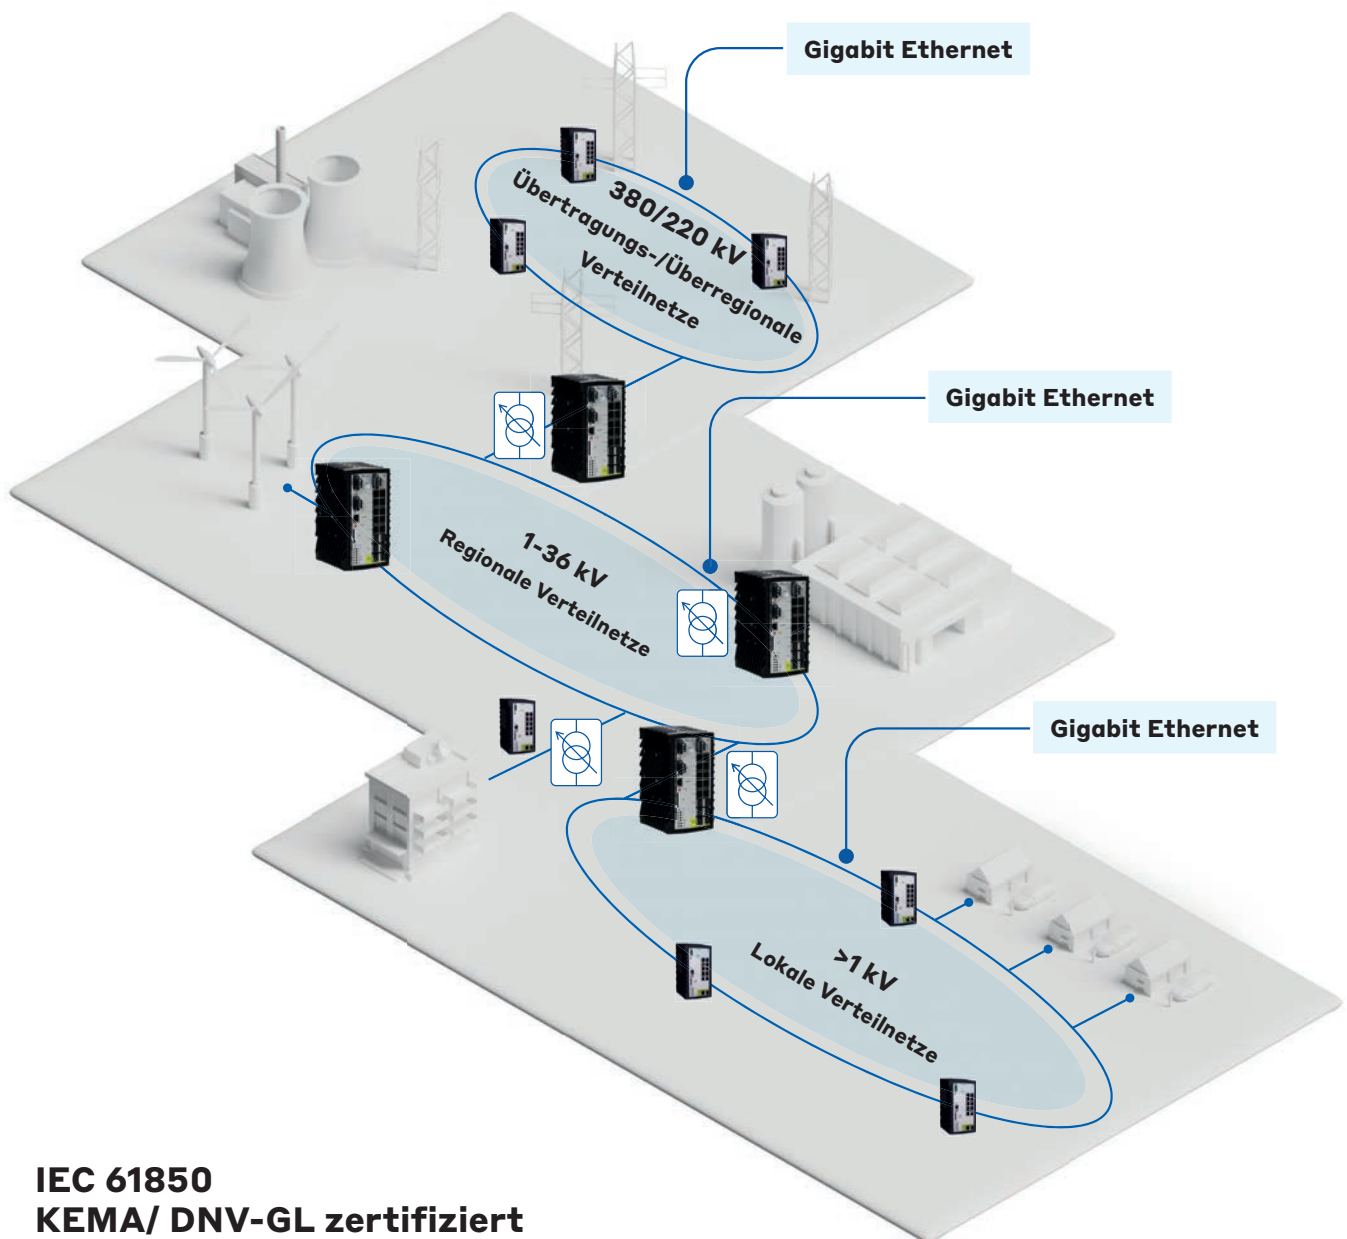 Gigabit Ethernet
380/220 kV
Übertragungs-/Überregionale
Verteilnetze
Gigabit Ethernet
1-36 kV
Regionale Verteilnetze
Gigabit Ethernet
>1 kV
Lokale Verteilnetze
IEC 61850
KEMA/ DNV-GL zertifiziert